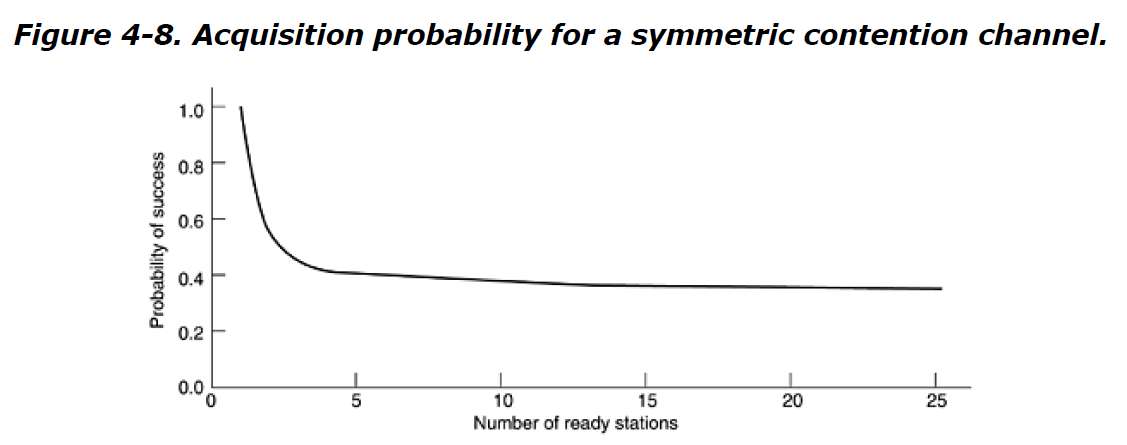 Figure 4-8. Acquisition probability for a symmetric contention channel.
1.0
0.8
0.6
0.4
0.2
0.0
Probability of success
0 5 10 15 20 25
Number of ready stations